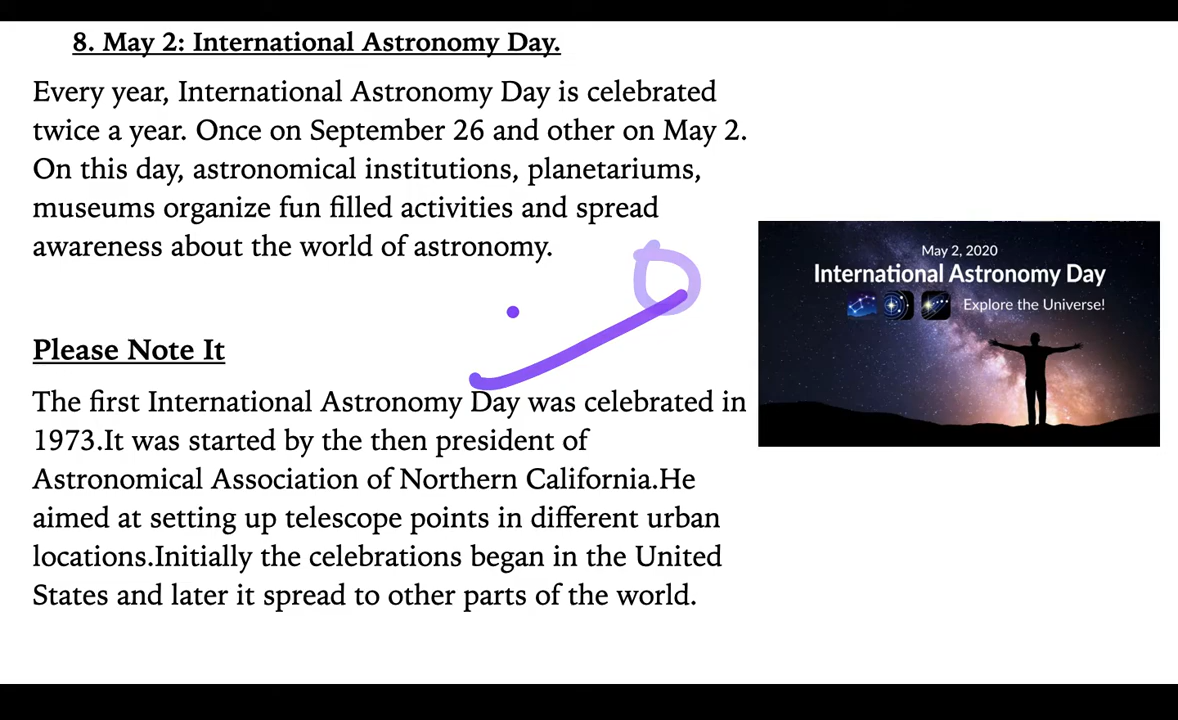 8. May 2: International Astronomy Day.
Every year, International Astronomy Day is celebrated
twice a year. Once on September 26 and other on May 2.
On this day, astronomical institutions, planetariums,
museums organize fun filled activities and spread
awareness about the world of astronomy.
May 2, 2020
International Astronomy Day
Explore the Universe!
Please Note It
The first International Astronomy Day was celebrated in
1973.It was started by the then president of
Astronomical Association of Northern California.He
aimed at setting up telescope points in different urban
locations.Initially the celebrations began in the United
States and later it spread to other parts of the world.